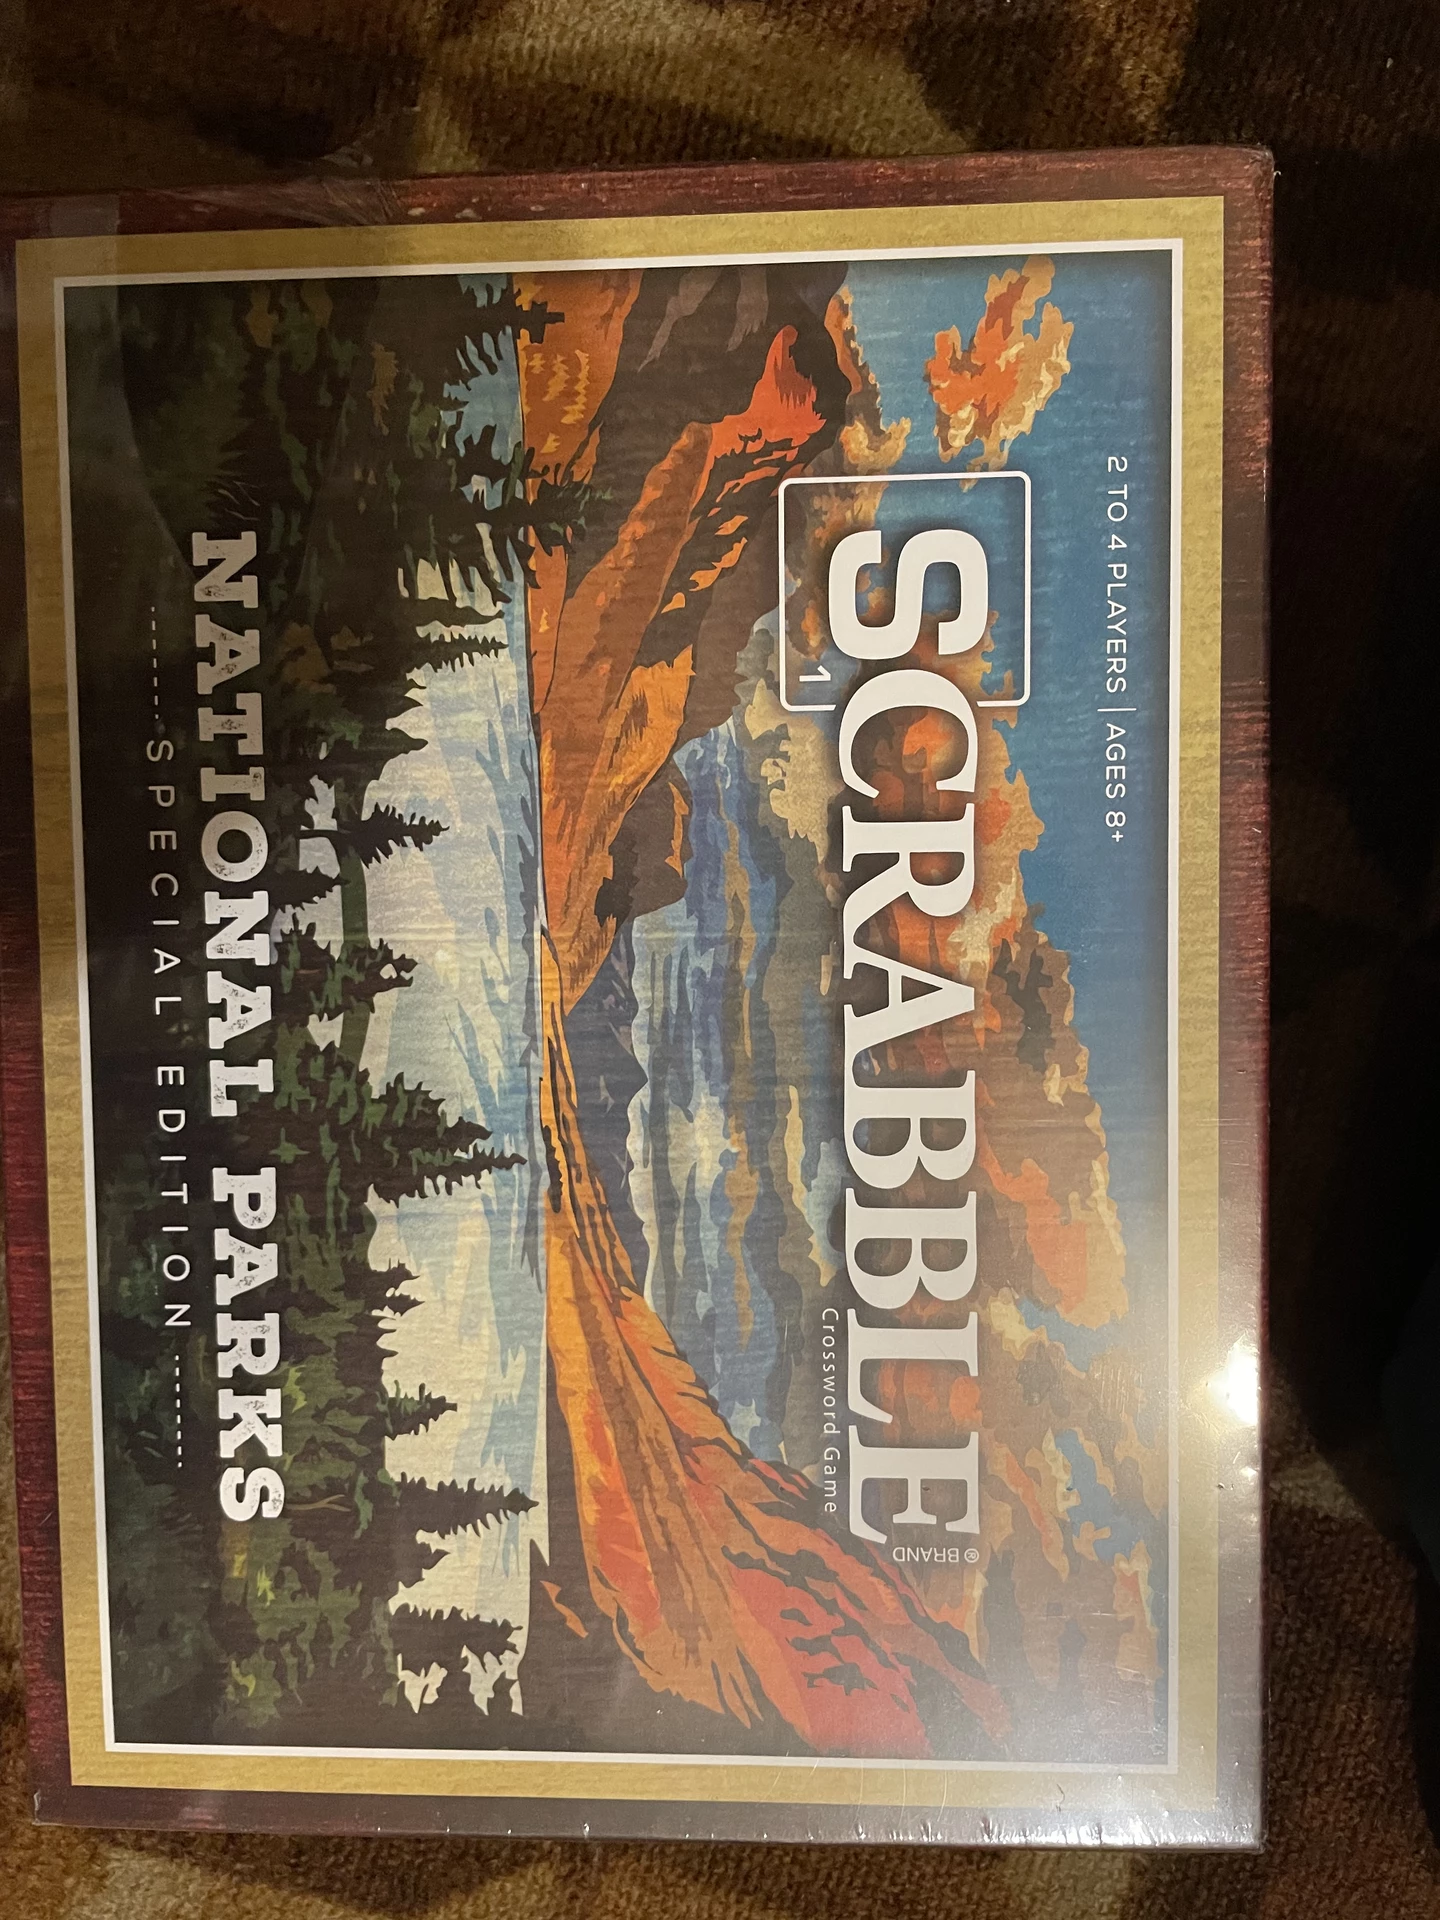 2 TO 4 PLAYERS | AGES 8+
SCRABBLE
® BRAND
1
Crossword Game
NATIONAL PARKS
SPECIAL EDITION